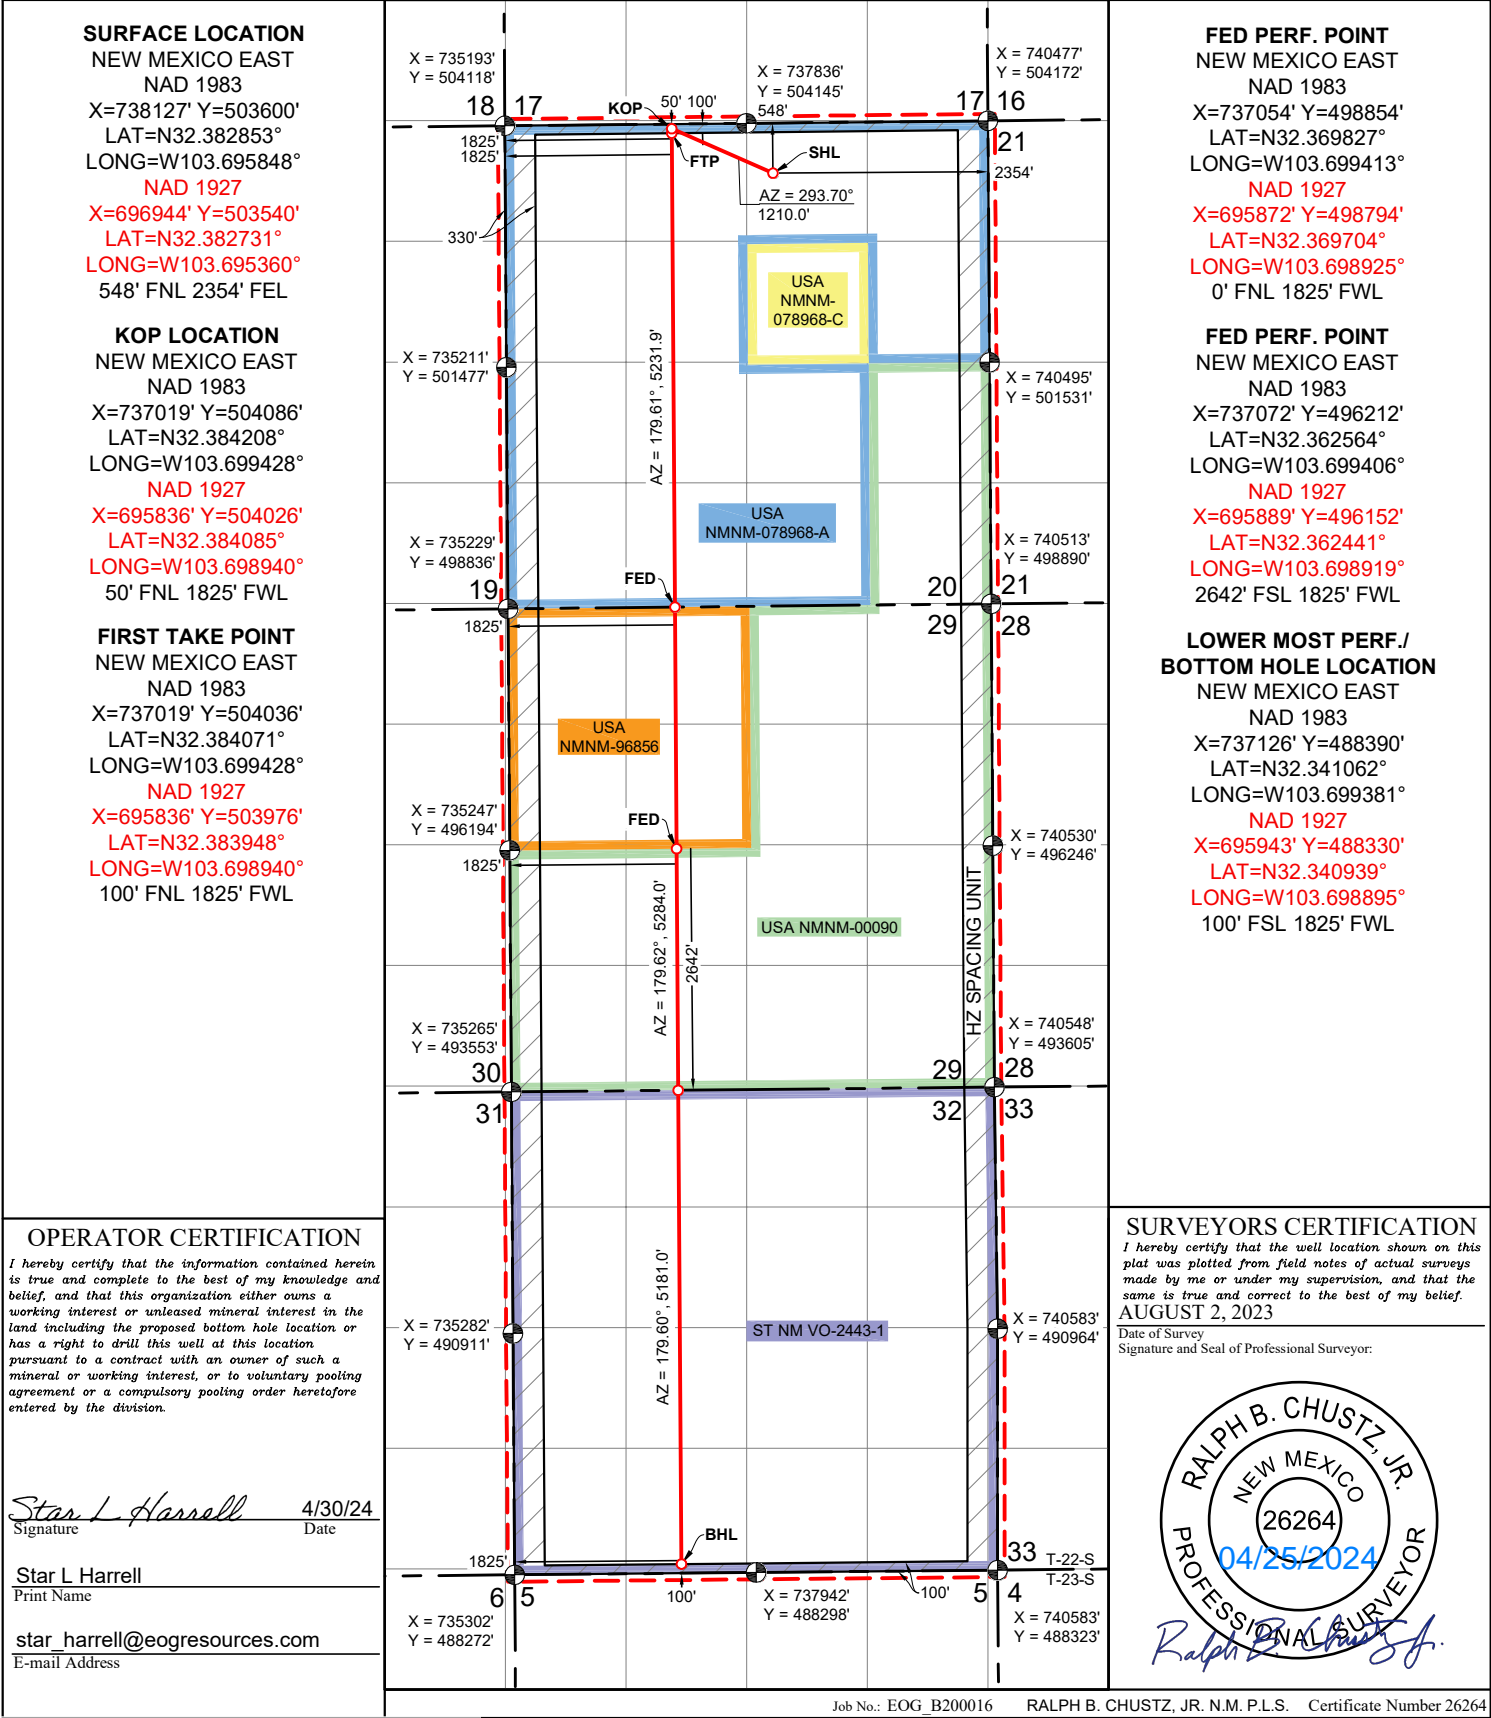 SURFACE LOCATION
NEW MEXICO EAST
NAD 1983
X=738127' Y=503600'
LAT=N32.382853°
LONG=W103.695848°
NAD 1927
X=696944' Y=503540'
LAT=N32.382731°
LONG=W103.695360°
548' FNL 2354' FEL
KOP LOCATION
NEW MEXICO EAST
NAD 1983
X=737019' Y=504086'
LAT=N32.384208°
LONG=W103.699428°
NAD 1927
X=695836' Y=504026'
LAT=N32.384085°
LONG=W103.698940°
50' FNL 1825' FWL
FIRST TAKE POINT
NEW MEXICO EAST
NAD 1983
X=737019' Y=504036'
LAT=N32.384071°
LONG=W103.699428°
NAD 1927
X=695836' Y=503976'
LAT=N32.383948°
LONG=W103.698940°
100' FNL 1825' FWL
OPERATOR CERTIFICATION
I hereby certify that the information contained herein
is true and complete to the best of my knowledge and
belief, and that this organization either owns a
working interest or unleased mineral interest in the
land including the proposed bottom hole location or
has a right to drill this well at this location
pursuant to a contract with an owner of such a
mineral or working interest, or to voluntary pooling
agreement or a compulsory pooling order heretofore
entered by the division.
Star L Harrell 4/30/24
Signature Date
Star L Harrell
Print Name
star_harrell@eogresources.com
E-mail Address
X = 735193'
Y = 504118'
X = 737836'
Y = 504145'
X = 740477'
Y = 504172'
18 17
KOP
50' 100'
548'
17 16
21
1825'
1825'
FTP
SHL
2354'
AZ = 293.70°
1210.0'
330'
USA
NMNM-
078968-C
AZ = 179.61°, 5231.9'
X = 735211'
Y = 501477'
X = 740495'
Y = 501531'
USA
NMNM-078968-A
X = 735229'
Y = 498836'
X = 740513'
Y = 498890'
FED
19
20 21
29 28
1825'
USA
NMNM-96856
X = 735247'
Y = 496194'
FED
X = 740530'
Y = 496246'
1825'
USA NMNM-00090
HZ SPACING UNIT
AZ = 179.62°, 5284.0'
2642'
X = 735265'
Y = 493553'
X = 740548'
Y = 493605'
30
31
29 28
32 33
AZ = 179.60°, 5181.0'
X = 735282'
Y = 490911'
ST NM VO-2443-1
X = 740583'
Y = 490964'
BHL
1825'
33 T-22-S
T-23-S
6 5
100'
100'
5 4
X = 735302'
Y = 488272'
X = 737942'
Y = 488298'
X = 740583'
Y = 488323'
FED PERF. POINT
NEW MEXICO EAST
NAD 1983
X=737054' Y=498854'
LAT=N32.369827°
LONG=W103.699413°
NAD 1927
X=695872' Y=498794'
LAT=N32.369704°
LONG=W103.698925°
0' FNL 1825' FWL
FED PERF. POINT
NEW MEXICO EAST
NAD 1983
X=737072' Y=496212'
LAT=N32.362564°
LONG=W103.699406°
NAD 1927
X=695889' Y=496152'
LAT=N32.362441°
LONG=W103.698919°
2642' FSL 1825' FWL
LOWER MOST PERF./
BOTTOM HOLE LOCATION
NEW MEXICO EAST
NAD 1983
X=737126' Y=488390'
LAT=N32.341062°
LONG=W103.699381°
NAD 1927
X=695943' Y=488330'
LAT=N32.340939°
LONG=W103.698895°
100' FSL 1825' FWL
SURVEYORS CERTIFICATION
I hereby certify that the well location shown on this
plat was plotted from field notes of actual surveys
made by me or under my supervision, and that the
same is true and correct to the best of my belief.
AUGUST 2, 2023
Date of Survey
Signature and Seal of Professional Surveyor:
RALPH B. CHUSTZ, JR.
NEW MEXICO
26264
04/25/2024
PROFESSIONAL SURVEYOR
Ralph B. Chustz Jr.
Job No.: EOG_B200016 RALPH B. CHUSTZ, JR. N.M. P.L.S. Certificate Number 26264